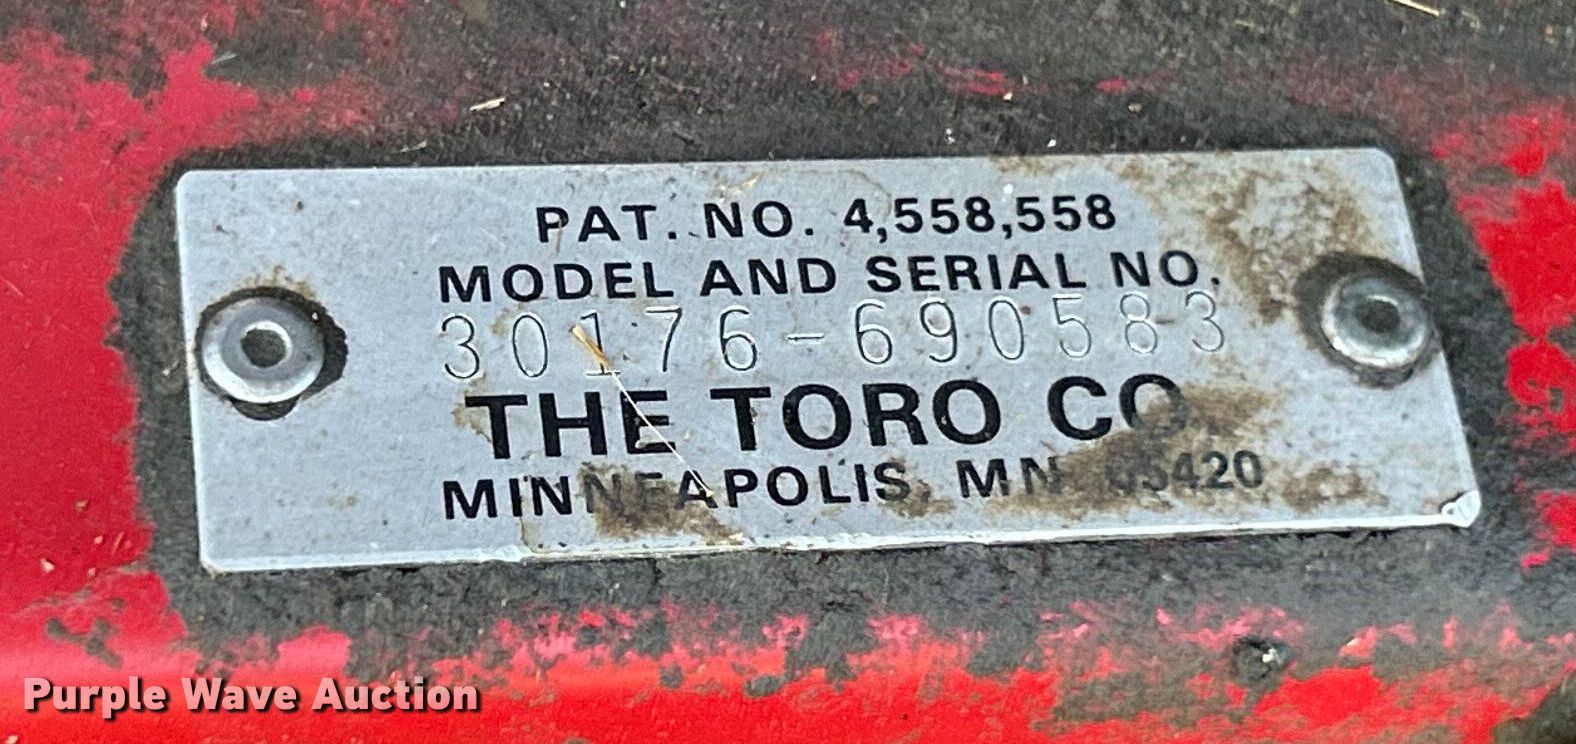 PAT. NO. 4,558,558
MODEL AND SERIAL NO.
30176-690583
THE TORO CO
MINNEAPOLIS, MN 55420
Purple Wave Auction